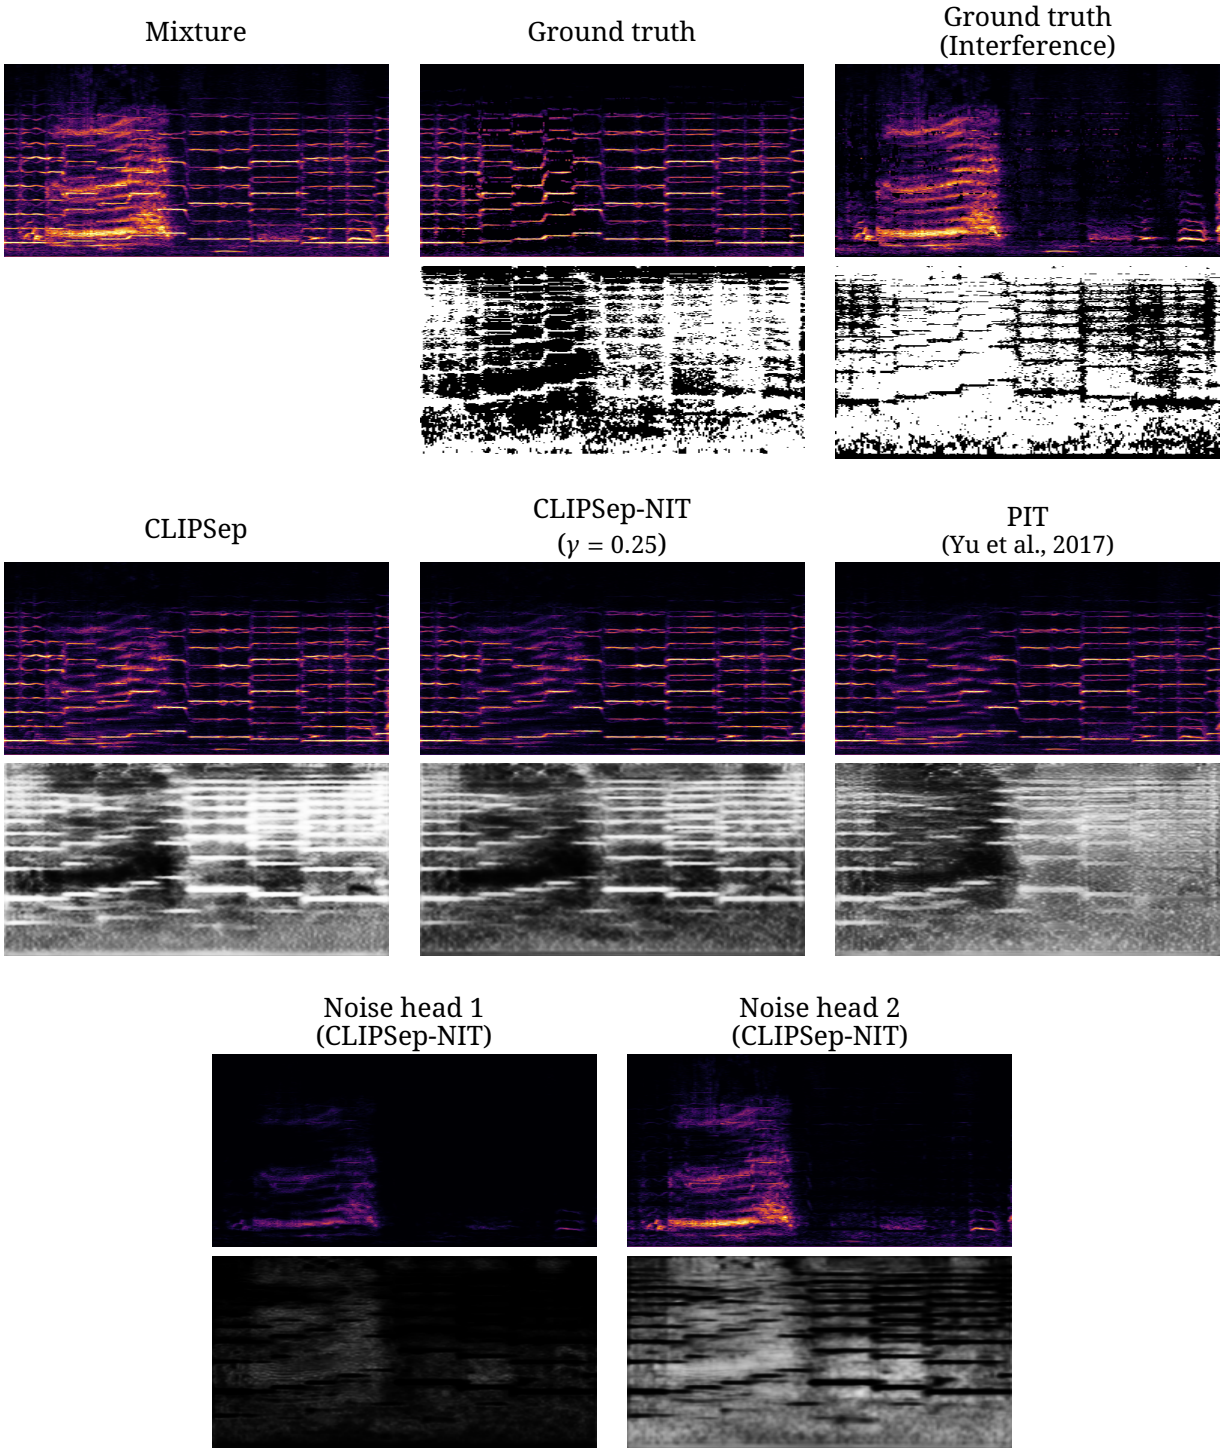 Mixture
Ground truth
Ground truth
(Interference)
CLIPSep
CLIPSep-NIT
(γ = 0.25)
PIT
(Yu et al., 2017)
Noise head 1
(CLIPSep-NIT)
Noise head 2
(CLIPSep-NIT)